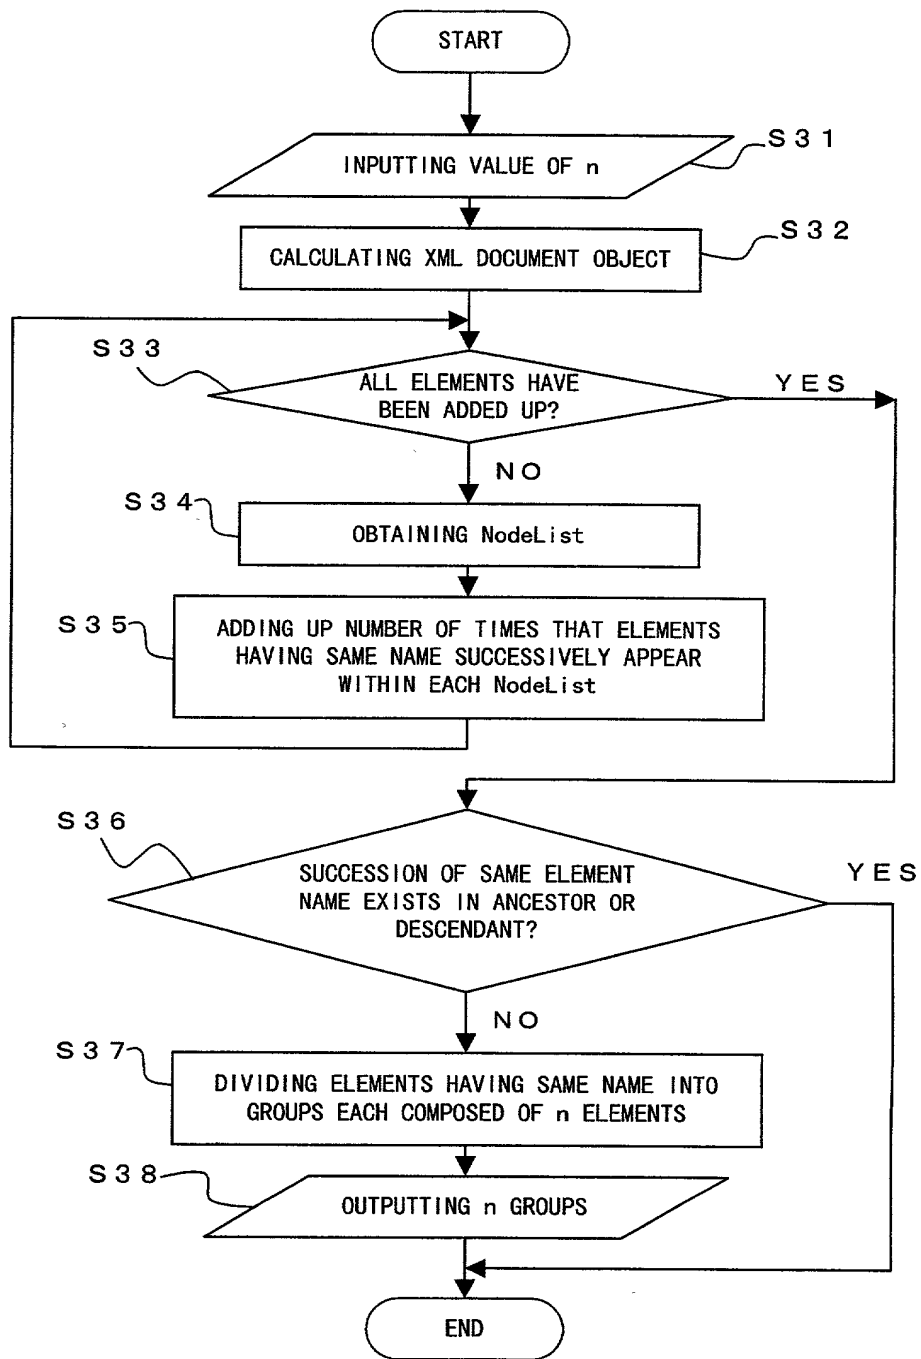 START
S31
INPUTTING VALUE OF n
S32
CALCULATING XML DOCUMENT OBJECT
S33
ALL ELEMENTS HAVE
BEEN ADDED UP?
YES
NO
S34
OBTAINING NodeList
S35
ADDING UP NUMBER OF TIMES THAT ELEMENTS
HAVING SAME NAME SUCCESSIVELY APPEAR
WITHIN EACH NodeList
S36
SUCCESSION OF SAME ELEMENT
NAME EXISTS IN ANCESTOR OR
DESCENDANT?
YES
NO
S37
DIVIDING ELEMENTS HAVING SAME NAME INTO
GROUPS EACH COMPOSED OF n ELEMENTS
S38
OUTPUTTING n GROUPS
END